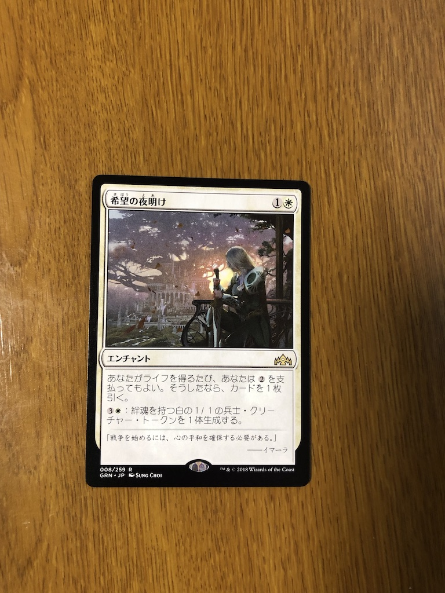 希望の夜明け 1
エンチャント
あなたがライフを得るたび、あなたは 2 を支
払ってもよい。そうしたなら、カードを1枚
引く。
3 : 絆魂を持つ白の1/1の兵士・クリー
チャー・トークンを1体生成する。
「戦争を始めるには、心の平和を確保する必要がある。」
――イマーラ
008/259 R
GRN・JP Sung Choi
™ & © 2018 Wizards of the Coast